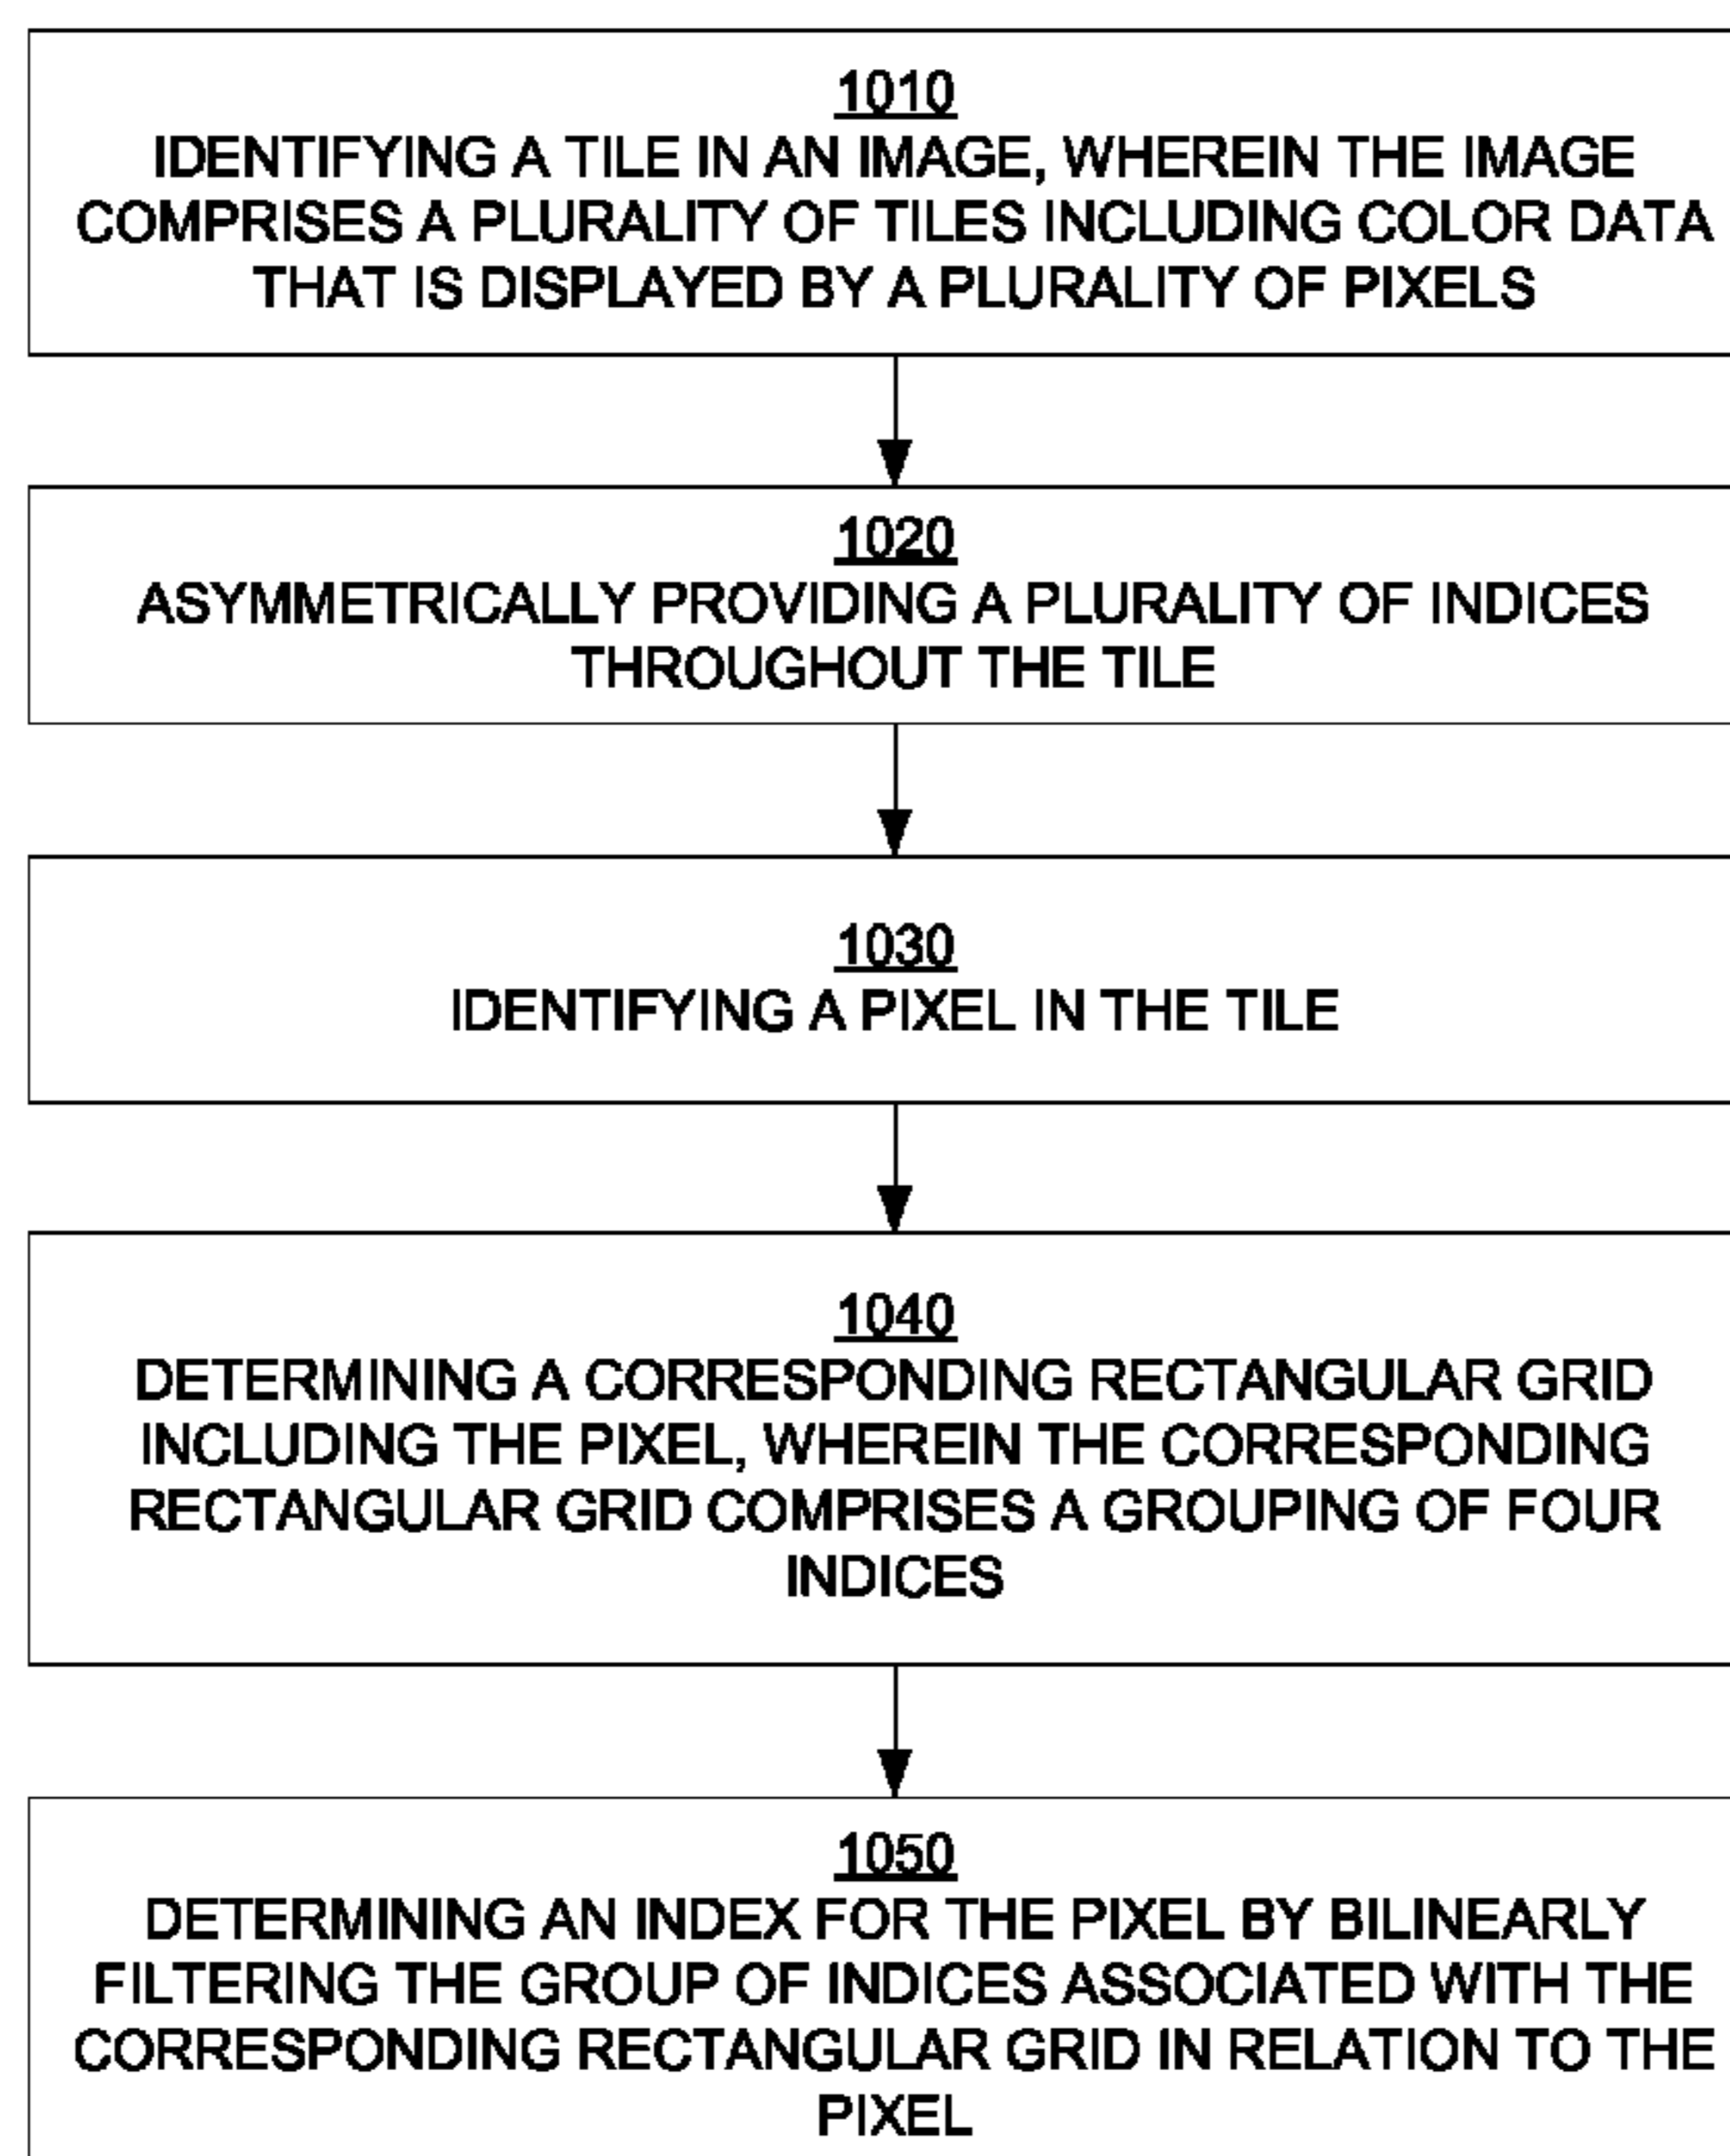 1010
IDENTIFYING A TILE IN AN IMAGE, WHEREIN THE IMAGE
COMPRISES A PLURALITY OF TILES INCLUDING COLOR DATA
THAT IS DISPLAYED BY A PLURALITY OF PIXELS
1020
ASYMMETRICALLY PROVIDING A PLURALITY OF INDICES
THROUGHOUT THE TILE
1030
IDENTIFYING A PIXEL IN THE TILE
1040
DETERMINING A CORRESPONDING RECTANGULAR GRID
INCLUDING THE PIXEL, WHEREIN THE CORRESPONDING
RECTANGULAR GRID COMPRISES A GROUPING OF FOUR
INDICES
1050
DETERMINING AN INDEX FOR THE PIXEL BY BILINEARLY
FILTERING THE GROUP OF INDICES ASSOCIATED WITH THE
CORRESPONDING RECTANGULAR GRID IN RELATION TO THE
PIXEL